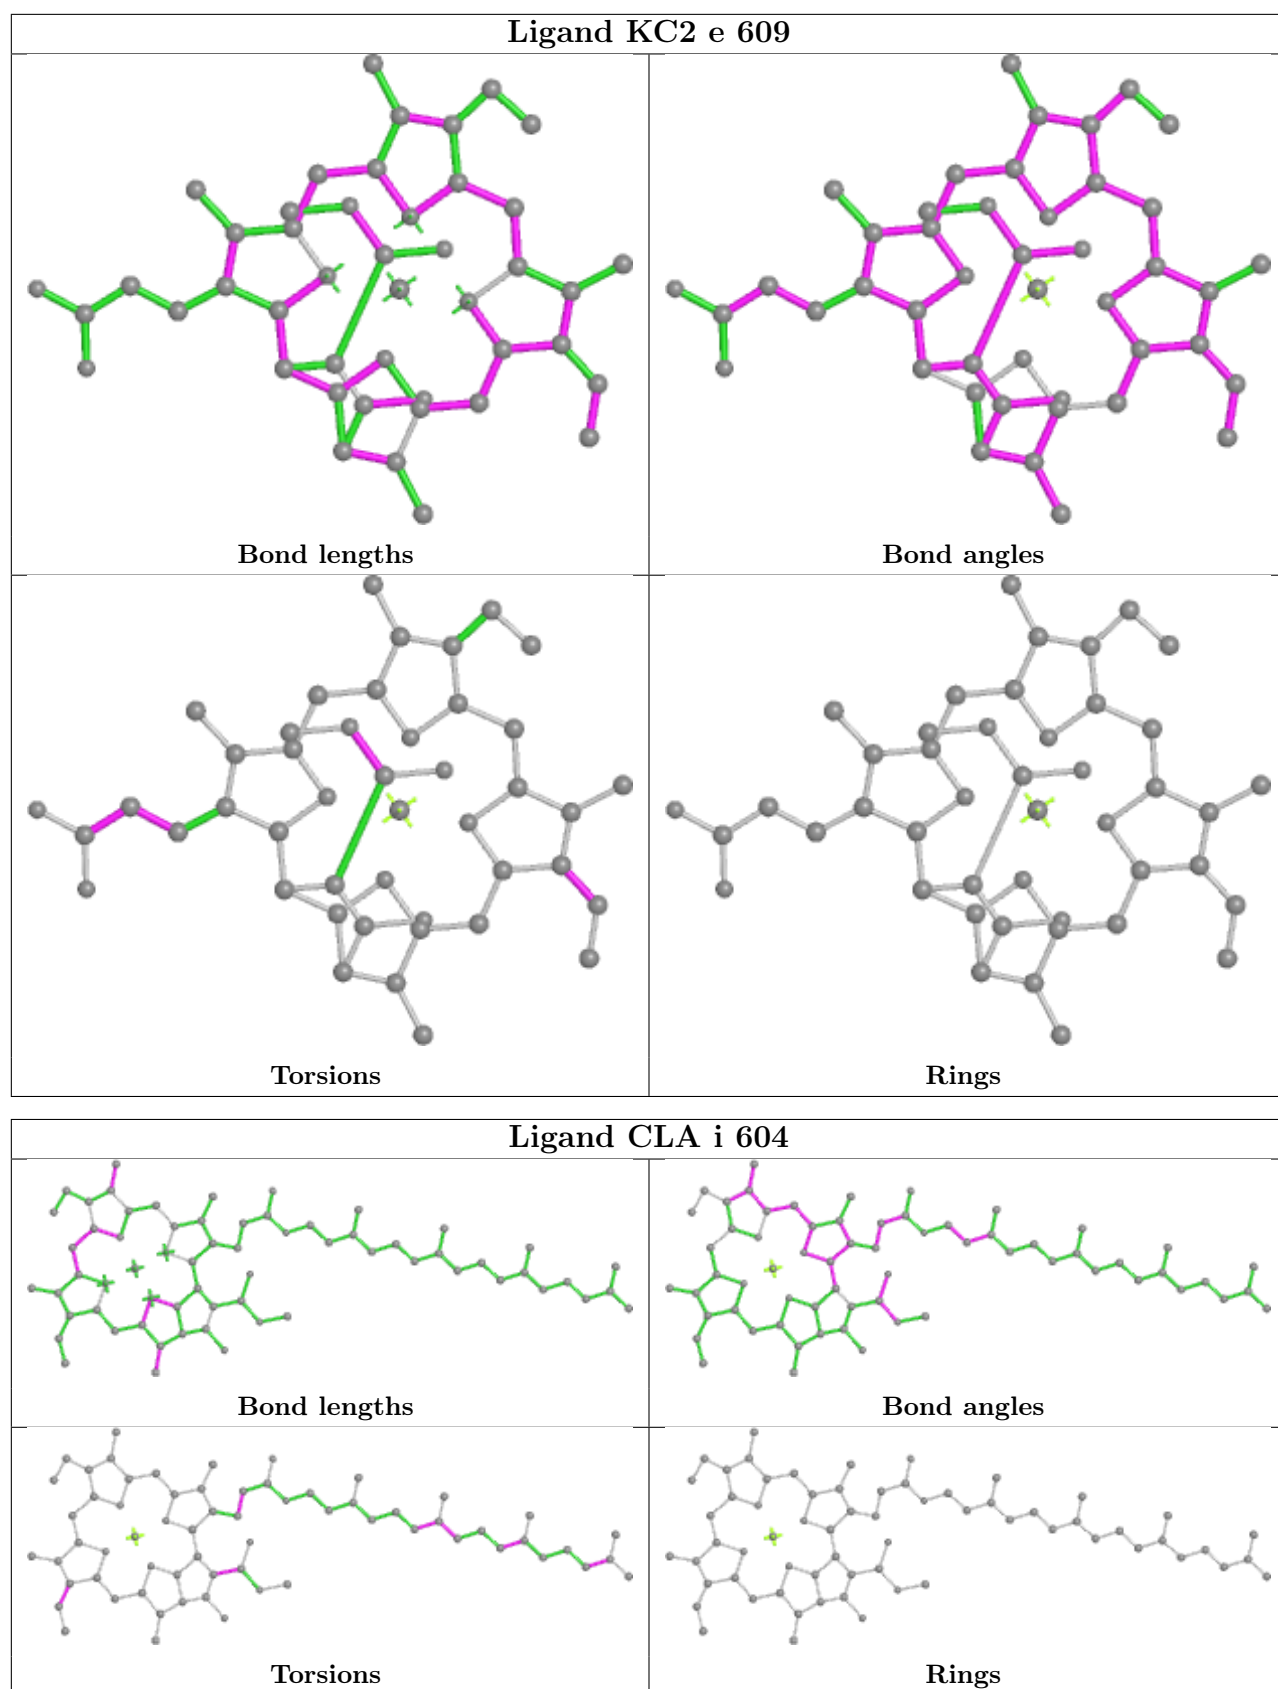 Ligand KC2 e 609
Bond lengths
Bond angles
Torsions
Rings
Ligand CLA i 604
Bond lengths
Bond angles
Torsions
Rings